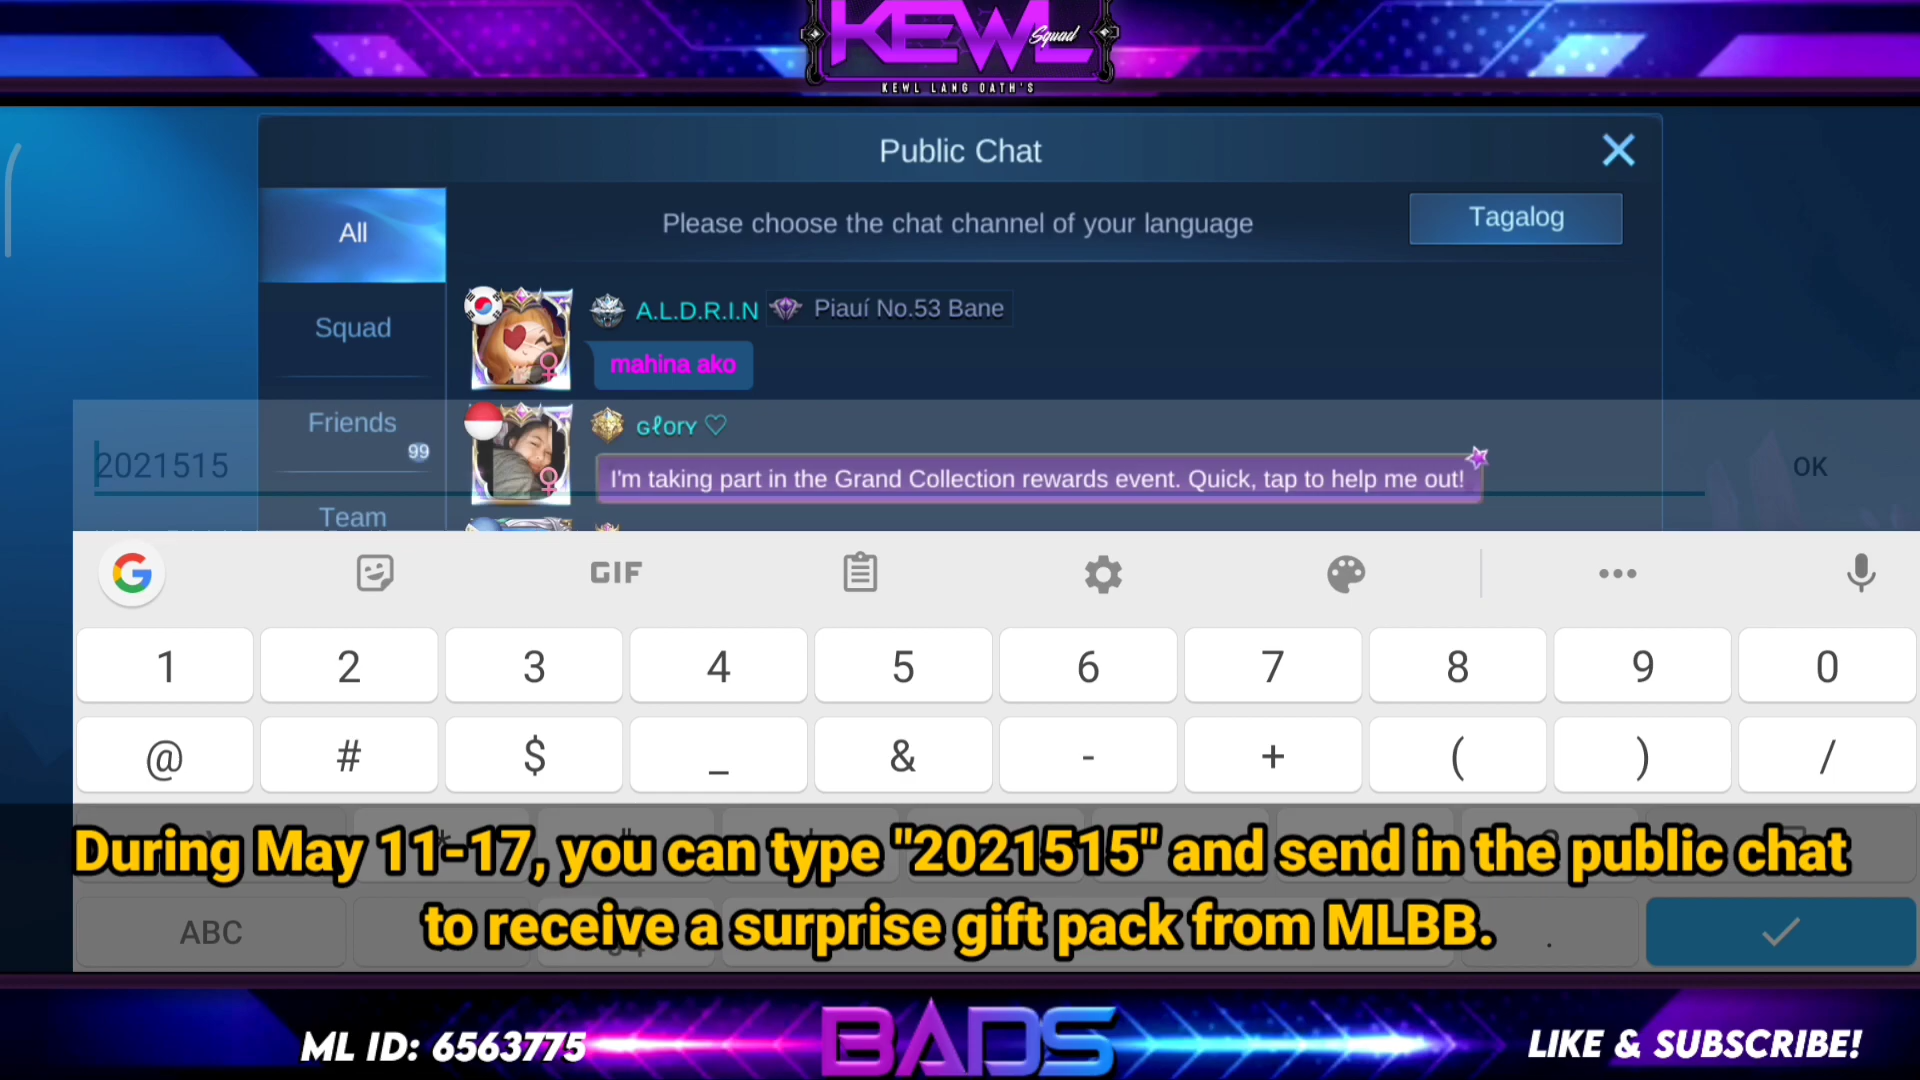 KEWL
Squad
KEWL LANG OATH'S
Public Chat
All
Please choose the chat channel of your language
Tagalog
Squad
A.L.D.R.I.N
Piauí No.53 Bane
mahina ako
Friends
99
GℓorY ♡
2021515
I'm taking part in the Grand Collection rewards event. Quick, tap to help me out!
OK
Team
G
GIF
1 2 3 4 5 6 7 8 9 0
@ # $ _ & - + ( ) /
During May 11-17, you can type "2021515" and send in the public chat
to receive a surprise gift pack from MLBB.
ABC
.
ML ID: 6563775
BADS
LIKE & SUBSCRIBE!